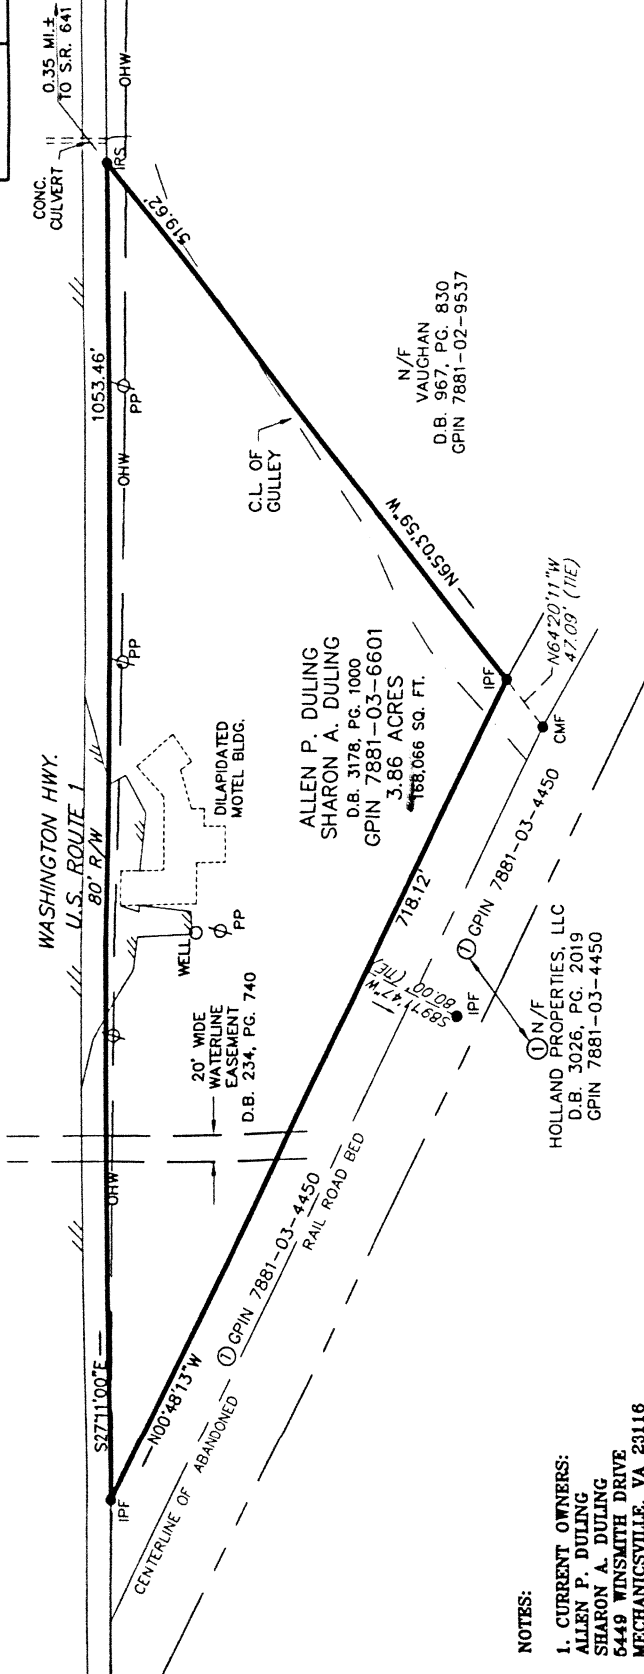 0.35 MI.±
TO S.R. 641
CONC.
CULVERT
OHW
IRS
519.62'
1053.46'
PP
OHW
C.L. OF
GULLEY
N/F
VAUGHAN
D.B. 967, PG. 830
GPIN 7881-02-9537
N65°03'59"W
WASHINGTON HWY.
U.S. ROUTE 1
80' R/W
PP
DILAPIDATED
MOTEL BLDG.
WELL
PP
ALLEN P. DULING
SHARON A. DULING
D.B. 3178, PG. 1000
GPIN 7881-03-6601
3.86 ACRES
168,066 SQ. FT.
IPF
N64°20'11"W
47.09' (TIE)
CMF
718.12'
1 GPIN 7881-03-4450
S89°11'47"W
80.00' (TIE)
IPF
1 N/F
HOLLAND PROPERTIES, LLC
D.B. 3026, PG. 2019
GPIN 7881-03-4450
20' WIDE
WATERLINE
EASEMENT
D.B. 234, PG. 740
OHW
1 GPIN 7881-03-4450
CENTERLINE OF ABANDONED RAIL ROAD BED
S27°11'00"E
N00°48'13"W
IPF
NOTES:
1. CURRENT OWNERS:
ALLEN P. DULING
SHARON A. DULING
5449 WINSMITH DRIVE
MECHANICSVILLE, VA 23116